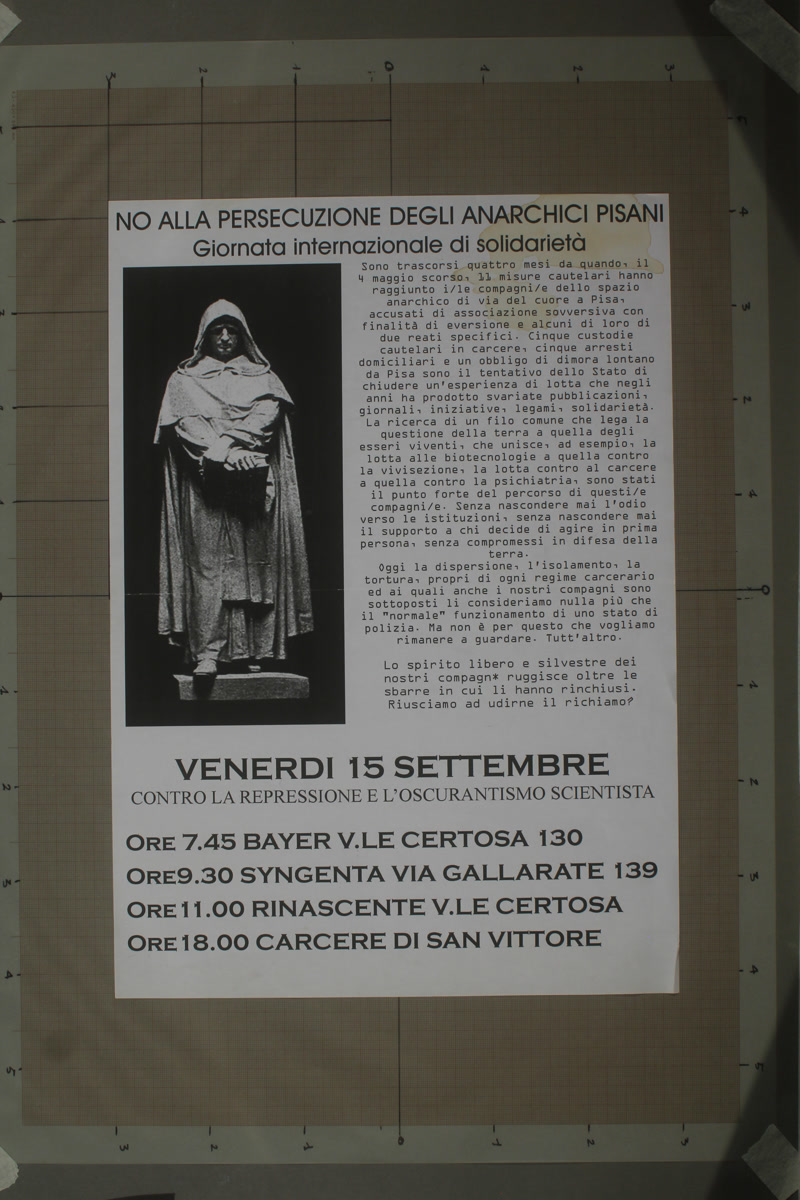 NO ALLA PERSECUZIONE DEGLI ANARCHICI PISANI
Giornata internazionale di solidarietà
Sono trascorsi quattro mesi da quando, il
4 maggio scorso, 11 misure cautelari hanno
raggiunto i/le compagni/e dello spazio
anarchico di via del cuore a Pisa,
accusati di associazione sovversiva con
finalità di eversione e alcuni di loro di
due reati specifici. Cinque custodie
cautelari in carcere, cinque arresti
domiciliari e un obbligo di dimora lontano
da Pisa sono il tentativo dello Stato di
chiudere un'esperienza di lotta che negli
anni ha prodotto svariate pubblicazioni,
giornali, iniziative, legami, solidarietà.
La ricerca di un filo comune che lega la
questione della terra a quella degli
esseri viventi, che unisce, ad esempio, la
lotta alle biotecnologie a quella contro
la vivisezione, la lotta contro al carcere
a quella contro la psichiatria, sono stati
il punto forte del percorso di questi/e
compagni/e. Senza nascondere mai l'odio
verso le istituzioni, senza nascondere mai
il supporto a chi decide di agire in prima
persona, senza compromessi in difesa della
terra.
Oggi la dispersione, l'isolamento, la
tortura, propri di ogni regime carcerario
ed ai quali anche i nostri compagni sono
sottoposti li consideriamo nulla più che
il "normale" funzionamento di uno stato di
polizia. Ma non è per questo che vogliamo
rimanere a guardare. Tutt'altro.
Lo spirito libero e silvestre dei
nostri compagn* ruggisce oltre le
sbarre in cui li hanno rinchiusi.
Riusciamo ad udirne il richiamo?
VENERDI 15 SETTEMBRE
CONTRO LA REPRESSIONE E L'OSCURANTISMO SCIENTISTA
ORE 7.45 BAYER V.LE CERTOSA 130
ORE9.30 SYNGENTA VIA GALLARATE 139
ORE11.00 RINASCENTE V.LE CERTOSA
ORE18.00 CARCERE DI SAN VITTORE